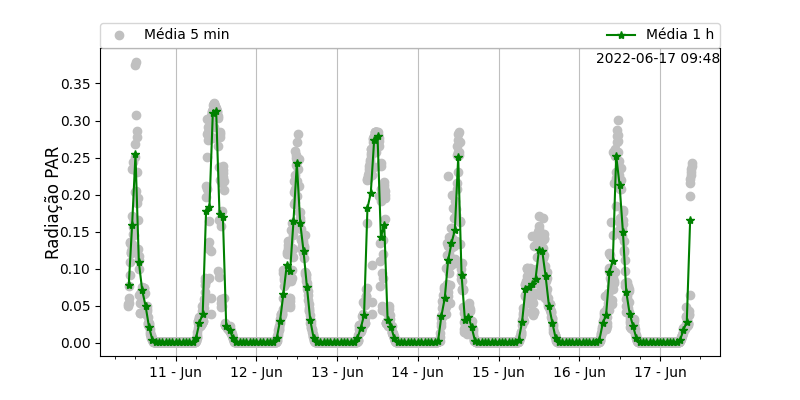 Média 5 min
Média 1 h
2022-06-17 09:48
Radiação PAR
0.35
0.30
0.25
0.20
0.15
0.10
0.05
0.00
11 - Jun
12 - Jun
13 - Jun
14 - Jun
15 - Jun
16 - Jun
17 - Jun